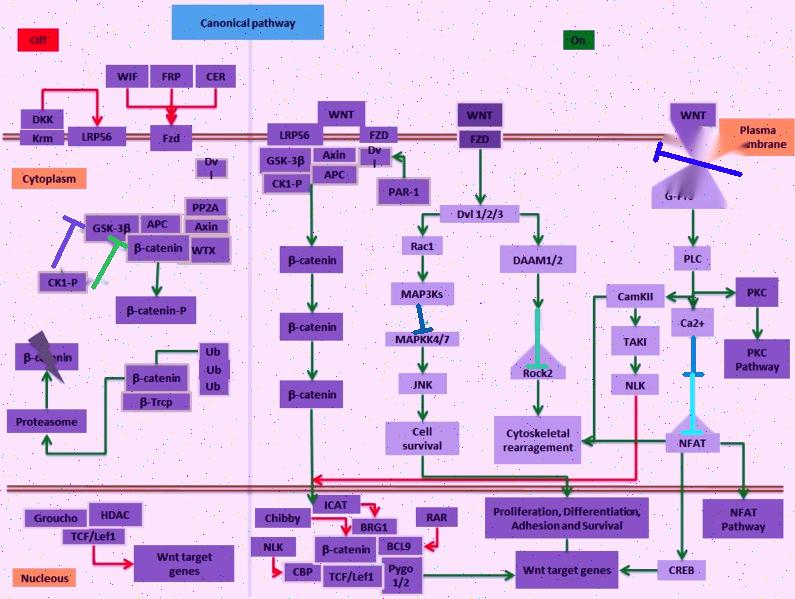 Canonical pathway
Off
On
WIF
FRP
CER
DKK
Krm
LRP56
Fzd
WNT
LRP56
FZD
WNT
FZD
WNT
Plasma
Cytoplasm
Dv
l
GSK-3β
Axin
Dv
l
CK1-P
APC
PAR-1
PP2A
GSK-3β
APC
Axin
β-catenin
WTX
CK1-P
β-catenin-P
Dvl 1/2/3
Rac1
DAAM1/2
MAP3Ks
MAPKK4/7
JNK
Rock2
Cell
survival
Cytoskeletal
rearragement
β-catenin
β-catenin
β-catenin
PLC
CamKII
PKC
Ca2+
TAKI
PKC
Pathway
NLK
NFAT
β-catenin
β-catenin
Ub
Ub
Ub
β-Trcp
Proteasome
Groucho
HDAC
TCF/Lef1
Wnt target
genes
Nucleous
ICAT
Chibby
BRG1
RAR
NLK
β-catenin
BCL9
CBP
TCF/Lef1
Pygo
1/2
Proliferation, Differentiation,
Adhesion and Survival
Wnt target genes
CREB
NFAT
Pathway